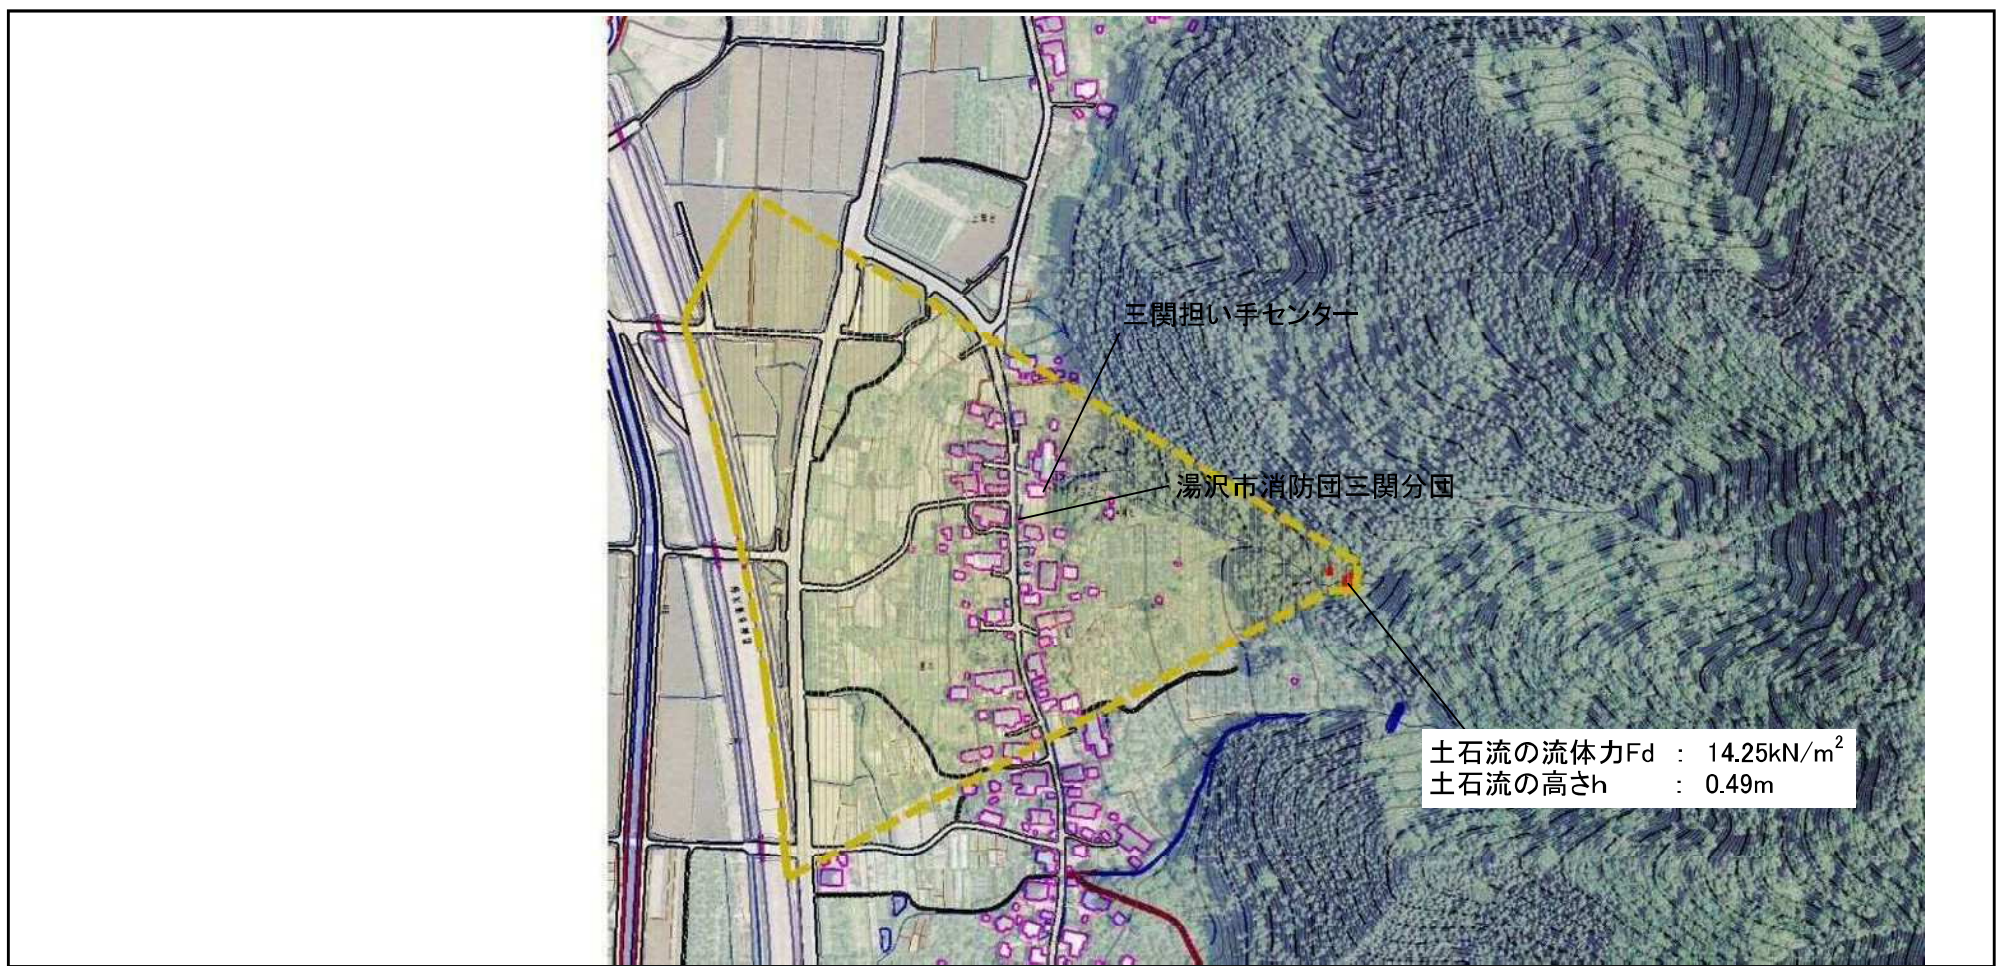 三関担い手センター
湯沢市消防団三関分団
土石流の流体力Fd : 14.25kN/m²
土石流の高さh : 0.49m